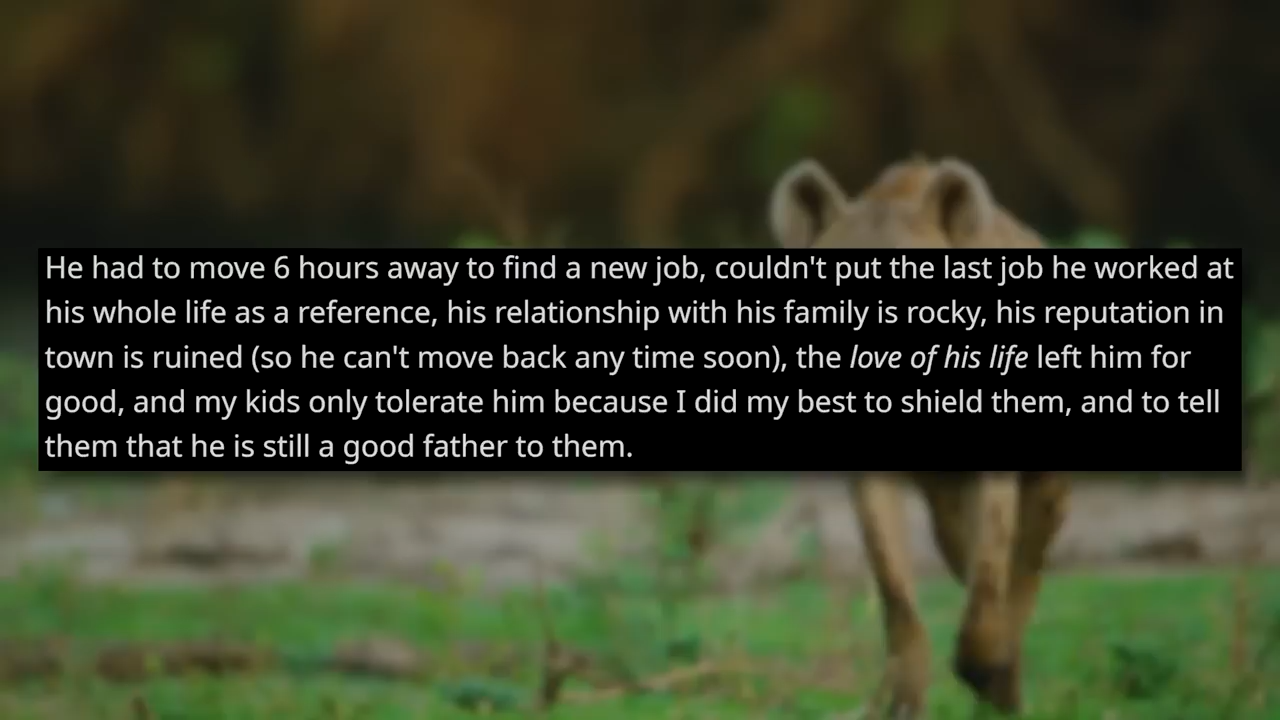 He had to move 6 hours away to find a new job, couldn't put the last job he worked at
his whole life as a reference, his relationship with his family is rocky, his reputation in
town is ruined (so he can't move back any time soon), the love of his life left him for
good, and my kids only tolerate him because I did my best to shield them, and to tell
them that he is still a good father to them.